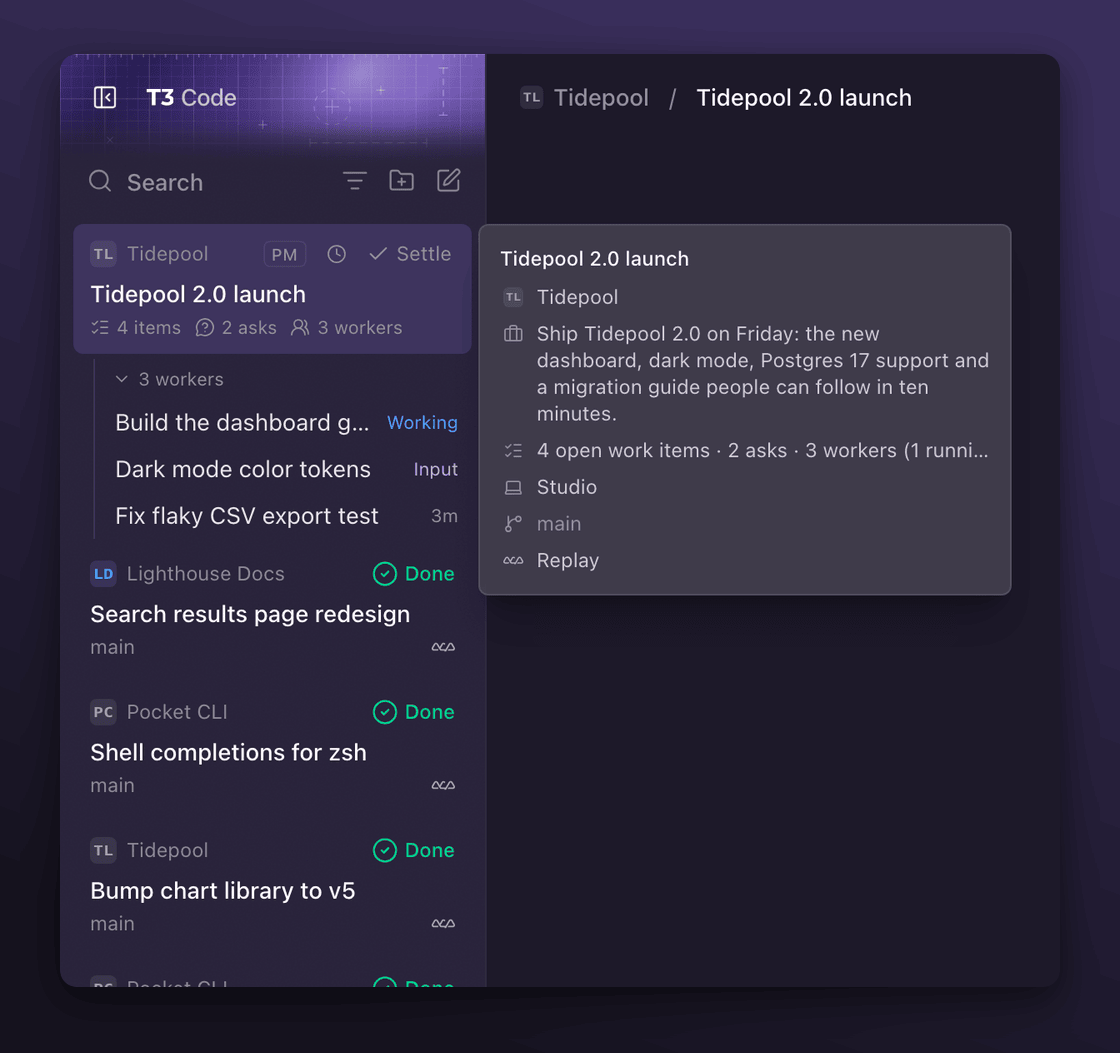 T3 Code
TL Tidepool / Tidepool 2.0 launch
Search
TL Tidepool PM Settle
Tidepool 2.0 launch
4 items 2 asks 3 workers
3 workers
Build the dashboard g... Working
Dark mode color tokens Input
Fix flaky CSV export test 3m
LD Lighthouse Docs Done
Search results page redesign
main
PC Pocket CLI Done
Shell completions for zsh
main
TL Tidepool Done
Bump chart library to v5
main
PC Pocket CLI Done
Tidepool 2.0 launch
TL Tidepool
Ship Tidepool 2.0 on Friday: the new
dashboard, dark mode, Postgres 17 support and
a migration guide people can follow in ten
minutes.
4 open work items · 2 asks · 3 workers (1 runni...
Studio
main
Replay